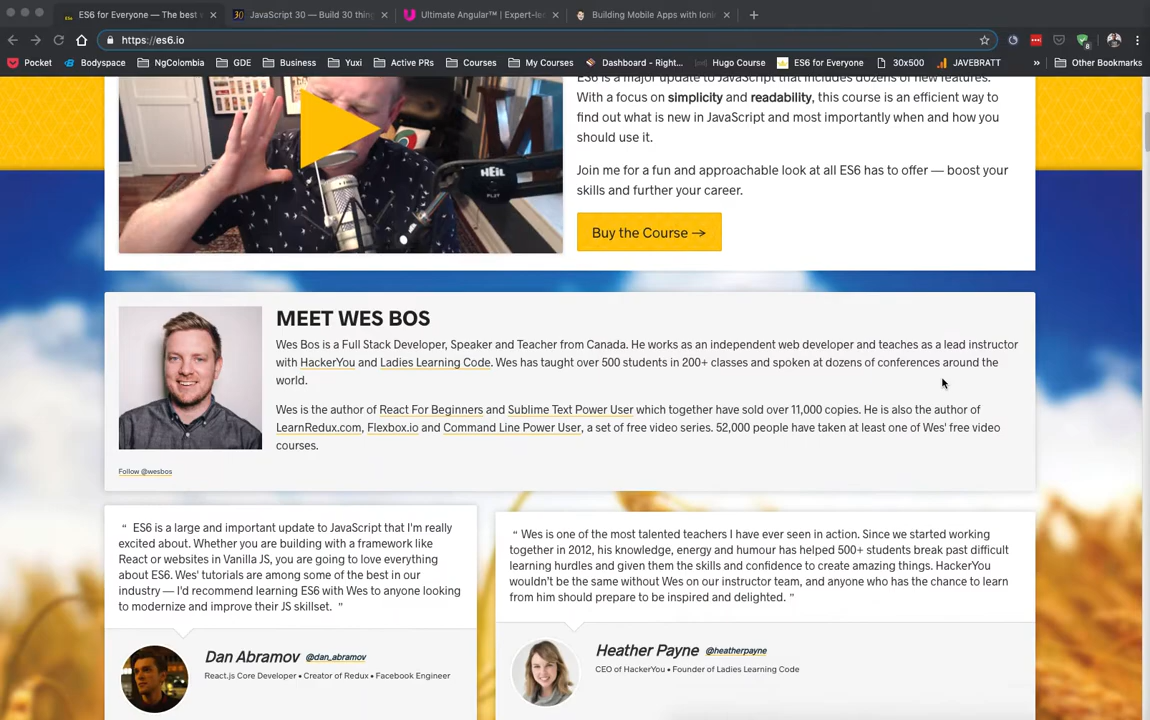 ES6 for Everyone — The best
JavaScript 30 — Build 30 thin
Ultimate Angular™ | Expert-le
Building Mobile Apps with Ioni
https://es6.io
8
Pocket
Bodyspace
NgColombia
GDE
Business
Yuxi
Active PRs
Courses
My Courses
Dashboard - Right...
Hugo Course
ES6 for Everyone
30x500
JAVEBRATT
»
Other Bookmarks
HEiL
ES6 is a major update to JavaScript that includes dozens of new features.
With a focus on simplicity and readability, this course is an efficient way to
find out what is new in JavaScript and most importantly when and how you
should use it.
Join me for a fun and approachable look at all ES6 has to offer — boost your
skills and further your career.
Buy the Course →
MEET WES BOS
Wes Bos is a Full Stack Developer, Speaker and Teacher from Canada. He works as an independent web developer and teaches as a lead instructor
with HackerYou and Ladies Learning Code. Wes has taught over 500 students in 200+ classes and spoken at dozens of conferences around the
world.
Wes is the author of React For Beginners and Sublime Text Power User which together have sold over 11,000 copies. He is also the author of
LearnRedux.com, Flexbox.io and Command Line Power User, a set of free video series. 52,000 people have taken at least one of Wes' free video
courses.
Follow @wesbos
“ ES6 is a large and important update to JavaScript that I'm really
excited about. Whether you are building with a framework like
React or websites in Vanilla JS, you are going to love everything
about ES6. Wes' tutorials are among some of the best in our
industry — I'd recommend learning ES6 with Wes to anyone looking
to modernize and improve their JS skillset. ”
Dan Abramov @dan_abramov
React.js Core Developer • Creator of Redux • Facebook Engineer
“ Wes is one of the most talented teachers I have ever seen in action. Since we started working
together in 2012, his knowledge, energy and humour has helped 500+ students break past difficult
learning hurdles and given them the skills and confidence to create amazing things. HackerYou
wouldn't be the same without Wes on our instructor team, and anyone who has the chance to learn
from him should prepare to be inspired and delighted. ”
Heather Payne @heatherpayne
CEO of HackerYou • Founder of Ladies Learning Code